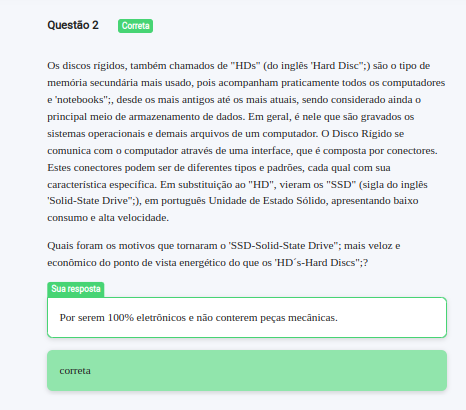 Questão 2 Correta
Os discos rígidos, também chamados de "HDs" (do inglês 'Hard Disc";) são o tipo de
memória secundária mais usado, pois acompanham praticamente todos os computadores
e 'notebooks";, desde os mais antigos até os mais atuais, sendo considerado ainda o
principal meio de armazenamento de dados. Em geral, é nele que são gravados os
sistemas operacionais e demais arquivos de um computador. O Disco Rígido se
comunica com o computador através de uma interface, que é composta por conectores.
Estes conectores podem ser de diferentes tipos e padrões, cada qual com sua
característica específica. Em substituição ao "HD", vieram os "SSD" (sigla do inglês
'Solid-State Drive";), em português Unidade de Estado Sólido, apresentando baixo
consumo e alta velocidade.
Quais foram os motivos que tornaram o 'SSD-Solid-State Drive"; mais veloz e
econômico do ponto de vista energético do que os 'HD´s-Hard Discs";?
Sua resposta
Por serem 100% eletrônicos e não conterem peças mecânicas.
correta